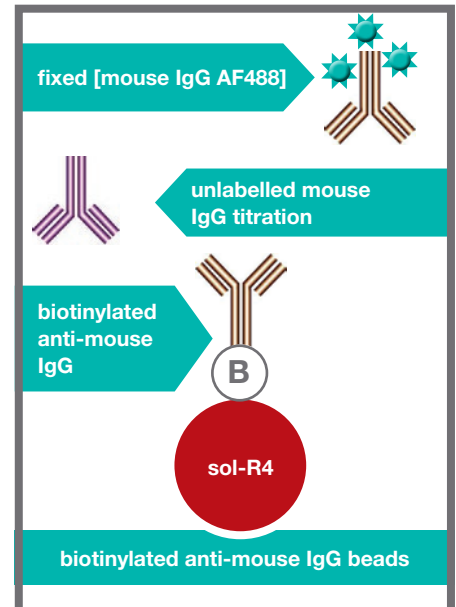 fixed [mouse IgG AF488]
unlabelled mouse
IgG titration
biotinylated
anti-mouse
IgG
B
sol-R4
biotinylated anti-mouse IgG beads